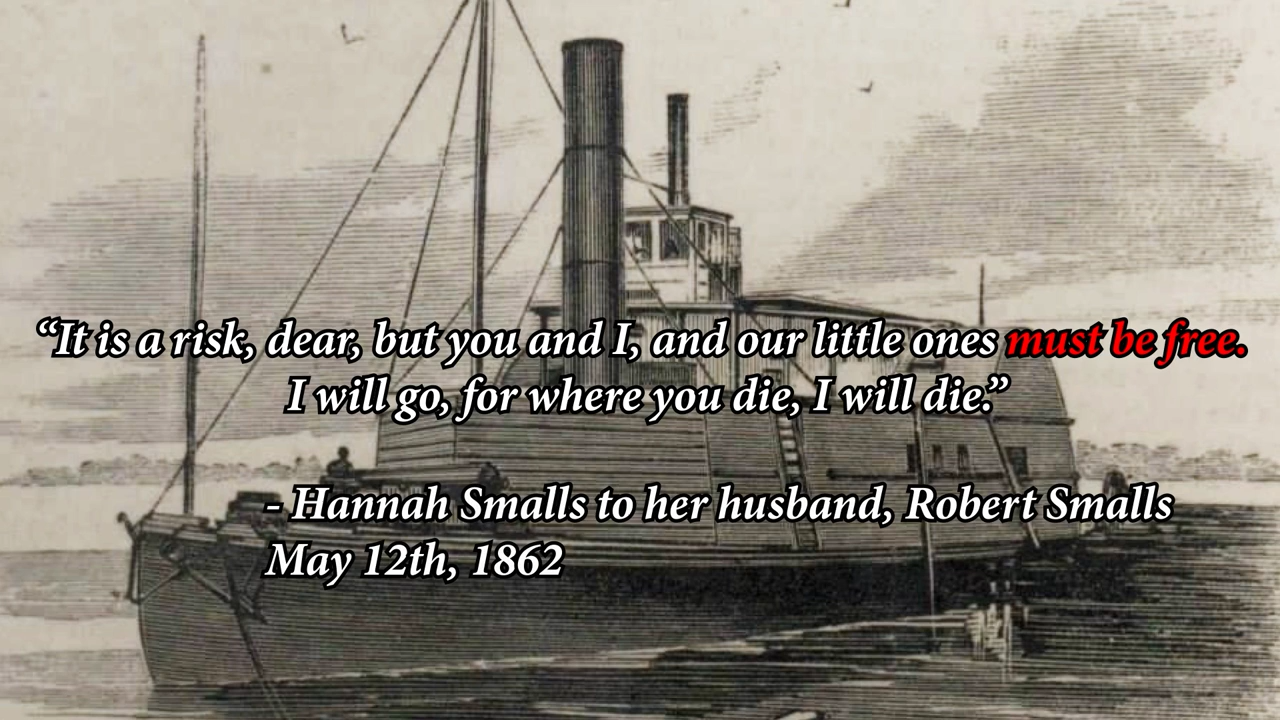 “It is a risk, dear, but you and I, and our little ones must be free.
I will go, for where you die, I will die.”
- Hannah Smalls to her husband, Robert Smalls
May 12th, 1862